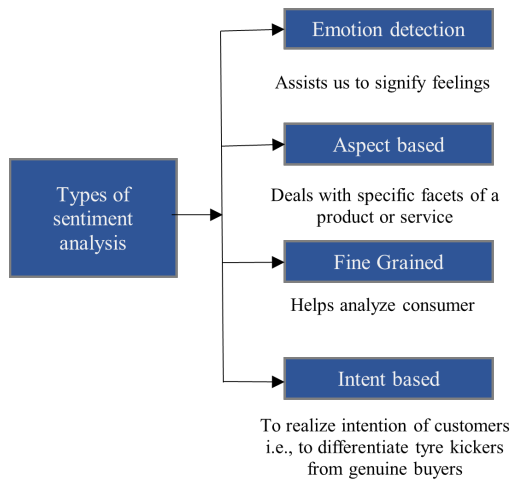 Types of
sentiment
analysis
Emotion detection
Assists us to signify feelings
Aspect based
Deals with specific facets of a
product or service
Fine Grained
Helps analyze consumer
Intent based
To realize intention of customers
i.e., to differentiate tyre kickers
from genuine buyers